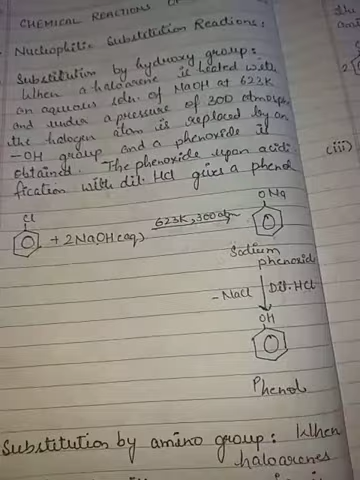 CHEMICAL REACTIONS
Nucleophilic Substitution Reactions:
Substitution by hydroxy group:
When a haloarene is heated with
an aqueous soln. of NaOH at 623K
and under a pressure of 300 atmosp,
the halogen atom is replaced by an
-OH group and a phenoxide is
obtained. The phenoxide upon acidi-
fication with dil. HCl gives a phenol
(iii)
Cl
ONa
+ 2NaOH(aq) 623K, 300atm
Sodium
phenoxide
-NaCl Dil.HCl
OH
Phenol
Substitution by amino group: When
haloarenes